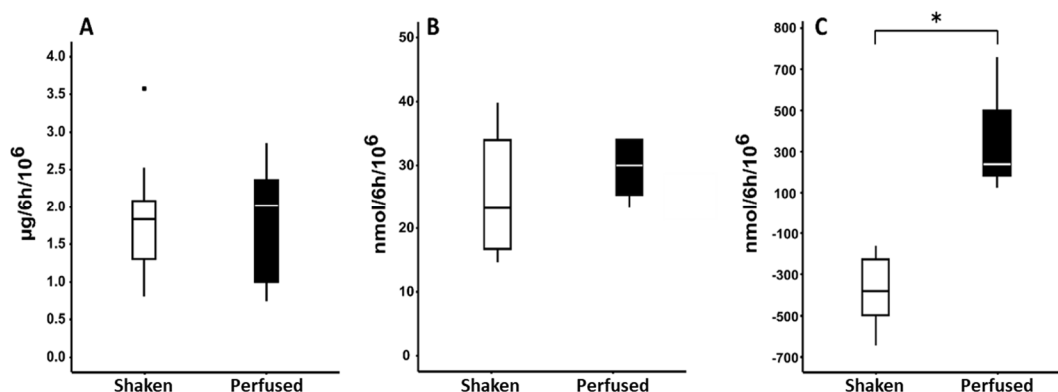 A
µg/6h/10⁶
4.0
3.5
3.0
2.5
2.0
1.5
1.0
0.5
0.0
Shaken Perfused
B
nmol/6h/10⁶
50
40
30
20
10
0
Shaken Perfused
C
*
nmol/6h/10⁶
800
700
500
300
100
-100
-300
-500
-700
Shaken Perfused